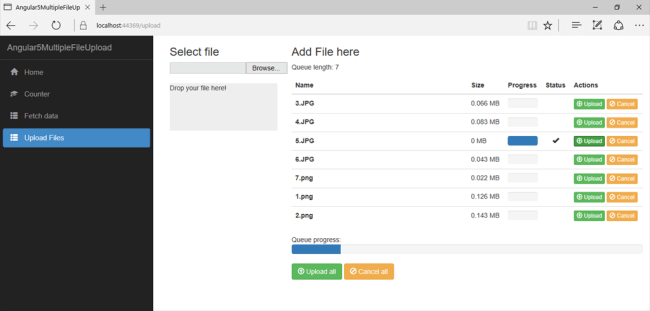 Angular5MultipleFileUp
localhost:44369/upload
Angular5MultipleFileUpload
Home
Counter
Fetch data
Upload Files
Select file
Browse...
Drop your file here!
Add File here
Queue length: 7
Name Size Progress Status Actions
3.JPG 0.066 MB Upload Cancel
4.JPG 0.083 MB Upload Cancel
5.JPG 0 MB Upload Cancel
6.JPG 0.043 MB Upload Cancel
7.png 0.022 MB Upload Cancel
1.png 0.126 MB Upload Cancel
2.png 0.143 MB Upload Cancel
Queue progress:
Upload all Cancel all